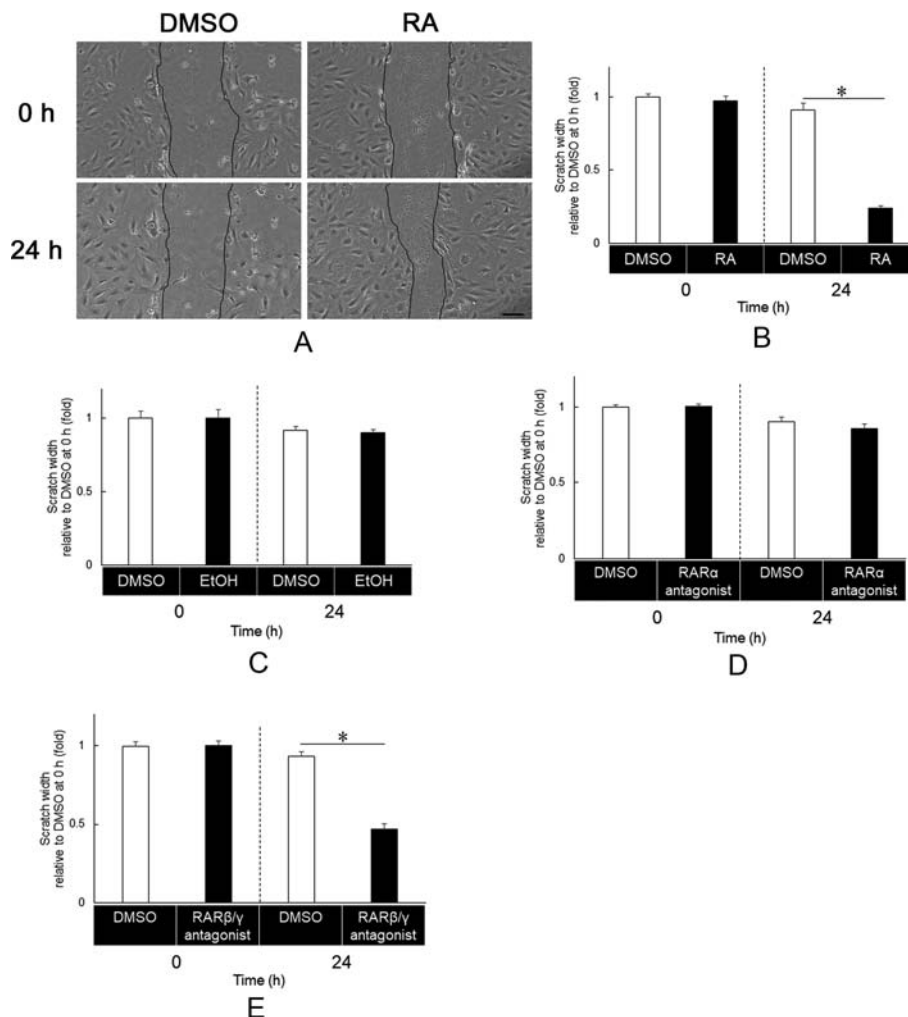 DMSO RA
0 h
24 h
A
Scratch width
relative to DMSO at 0 h (fold)
1
0.5
0
*
DMSO RA DMSO RA
0 24
Time (h)
B
Scratch width
relative to DMSO at 0 h (fold)
1
0.5
0
DMSO EtOH DMSO EtOH
0 24
Time (h)
C
Scratch width
relative to DMSO at 0 h (fold)
1
0.5
0
DMSO RARα DMSO RARα
antagonist antagonist
0 24
Time (h)
D
Scratch width
relative to DMSO at 0 h (fold)
1
0.5
0
*
DMSO RARβ/γ DMSO RARβ/γ
antagonist antagonist
0 24
Time (h)
E